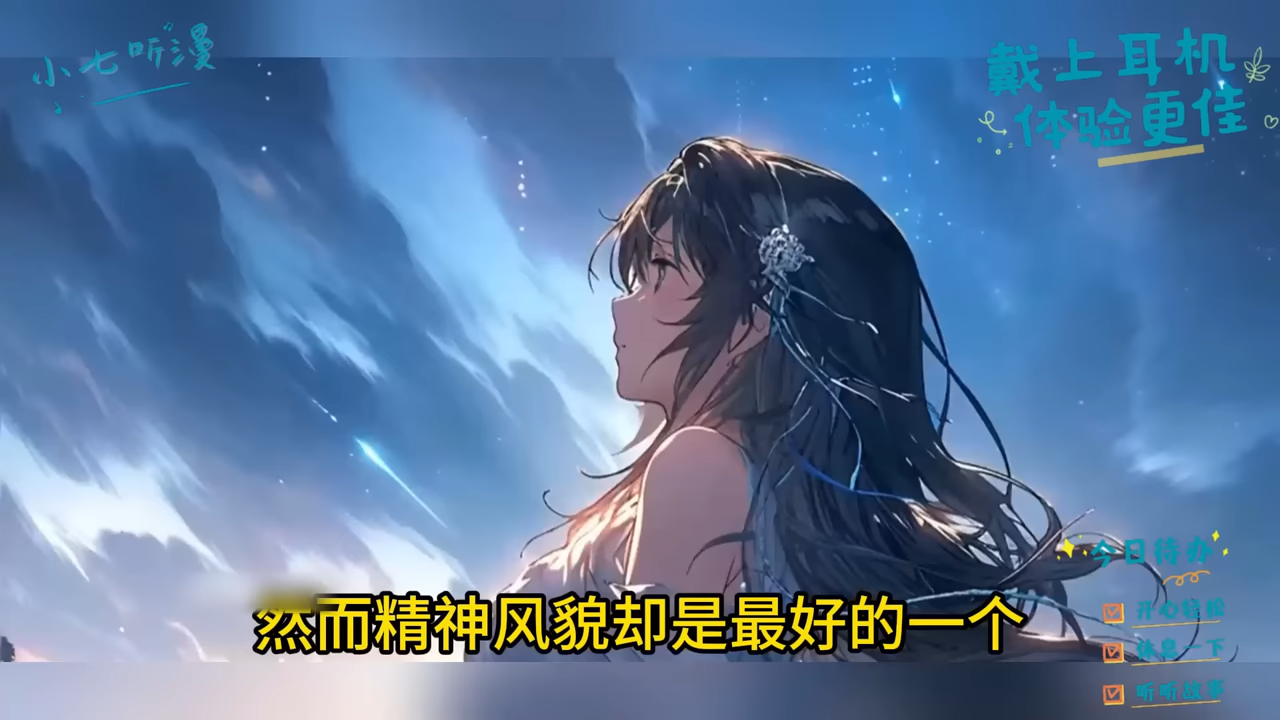 小七听漫
戴上耳机
体验更佳
今日待办
开心轻松
休息一下
听听故事
然而精神风貌却是最好的一个